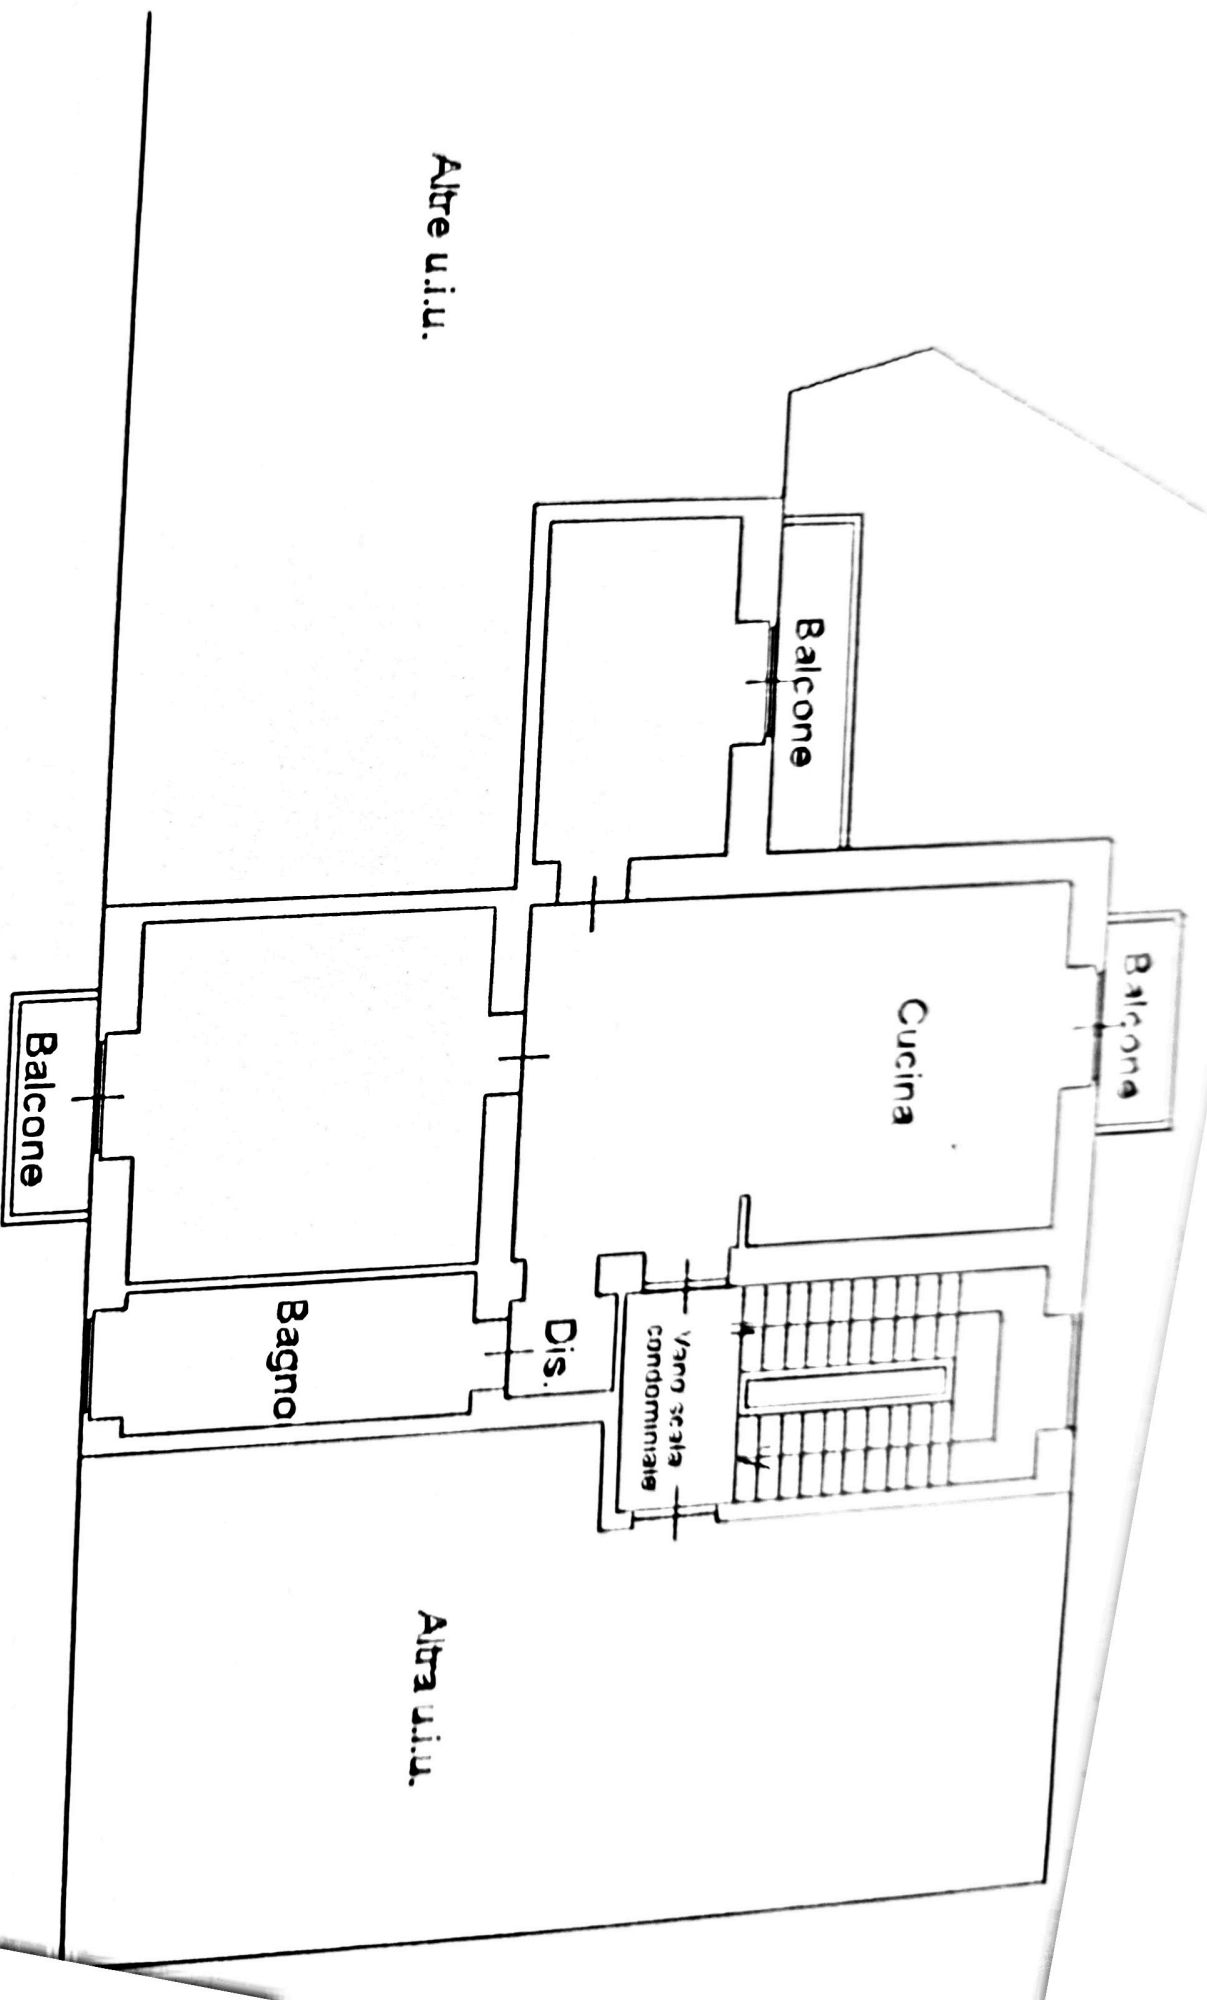 Altre u.i.u.
Balcone
Balcone
Cucina
Balcone
Bagno
Dis.
Vano scala
condominiale
Altra u.i.u.